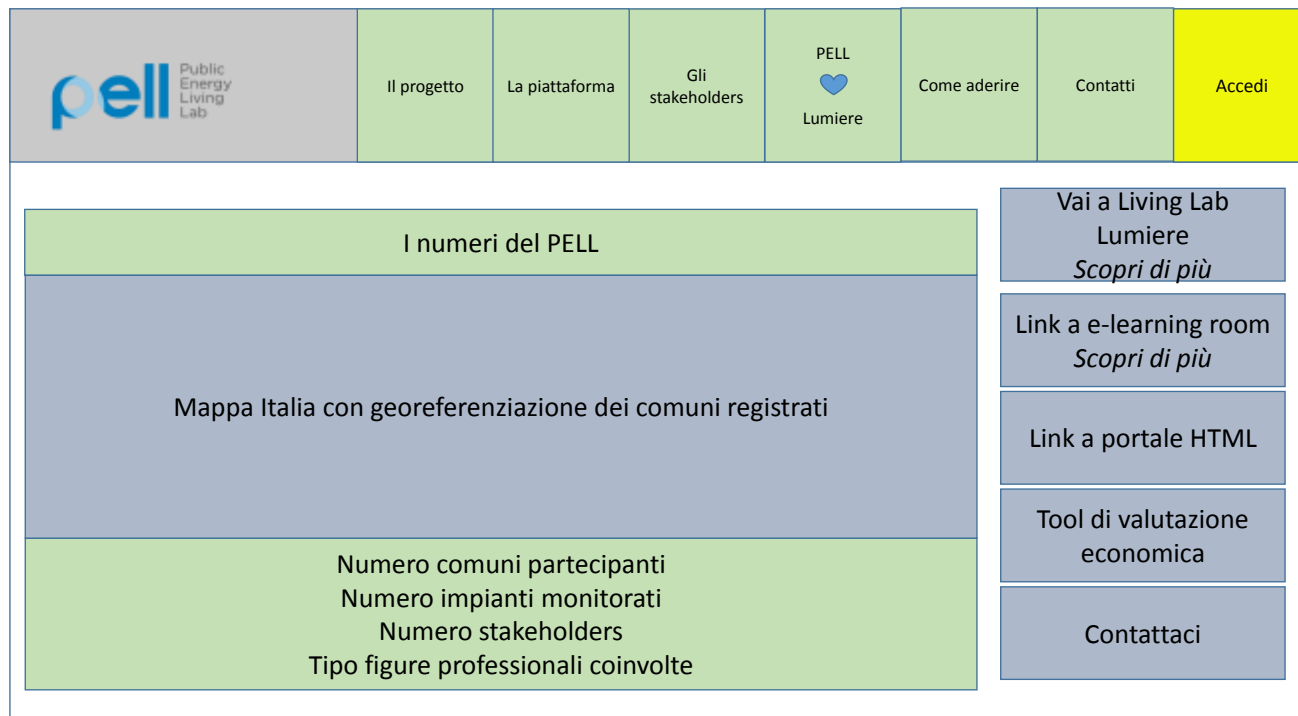 pell
Public
Energy
Living
Lab
Il progetto
La piattaforma
Gli
stakeholders
PELL
Lumiere
Come aderire
Contatti
Accedi
I numeri del PELL
Mappa Italia con georeferenziazione dei comuni registrati
Numero comuni partecipanti
Numero impianti monitorati
Numero stakeholders
Tipo figure professionali coinvolte
Vai a Living Lab
Lumiere
Scopri di più
Link a e-learning room
Scopri di più
Link a portale HTML
Tool di valutazione
economica
Contattaci